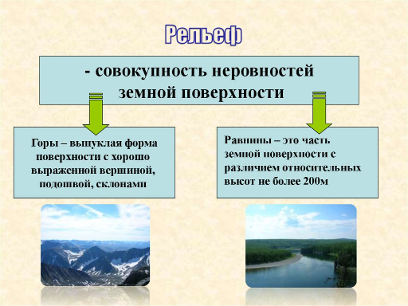 Рельеф
- совокупность неровностей
земной поверхности
Горы – выпуклая форма
поверхности с хорошо
выраженной вершиной,
подошвой, склонами
Равнины – это часть
земной поверхности с
различием относительных
высот не более 200м